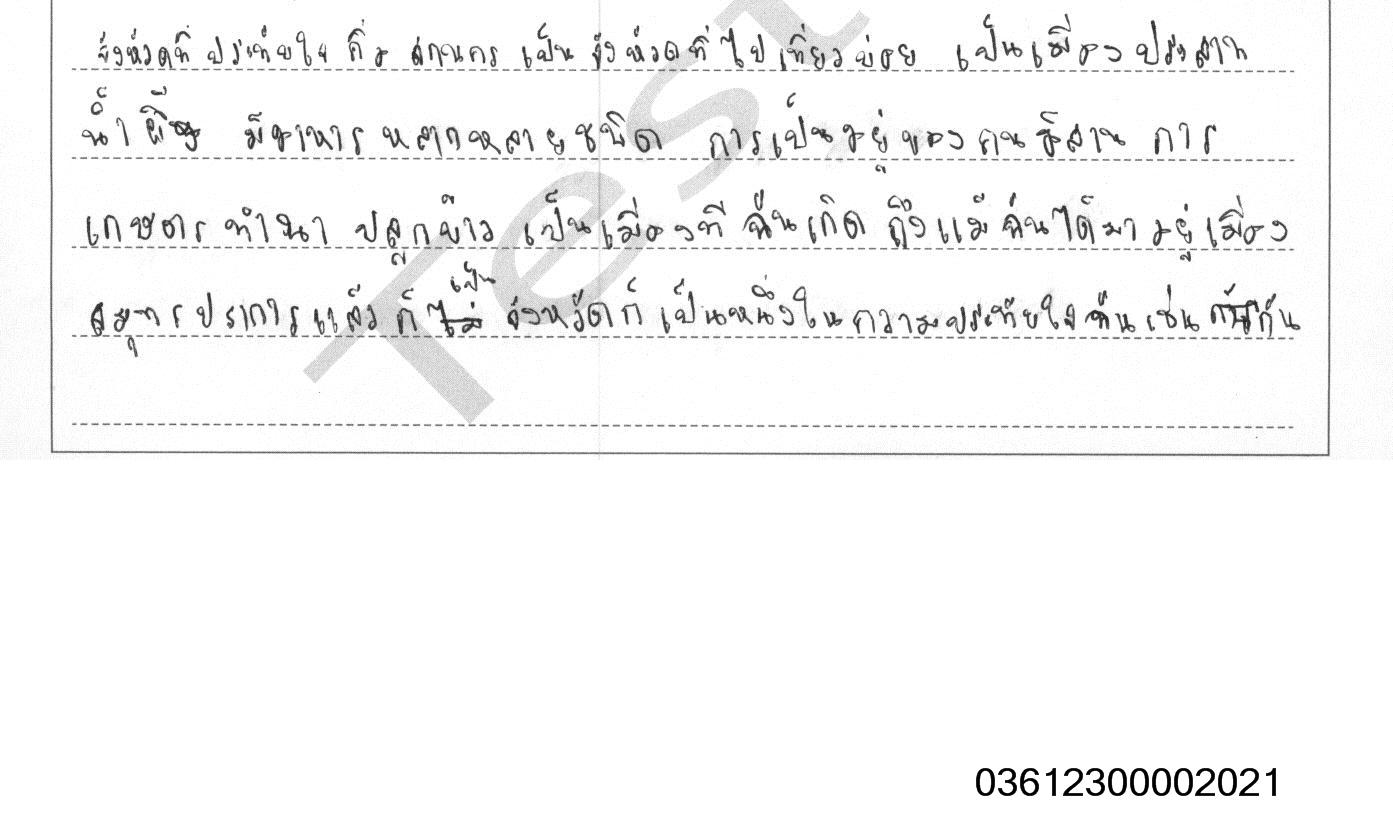 จังหวัดที่ประทับใจ คือ สกนคร เป็น จังหวัดที่ไปเที่ยวบ่อย เป็นเมืองประสาท
น้ำ มีอาหารหลากหลายชนิด การเป็นอยู่ของคนอีสาน การ
เกษตร ทำนา ปลูกข้าว เป็นเมืองที่ฉันเกิด ถึงแม้ฉันได้มาอยู่เมือง
สมุทรปราการแล้ว ก็เป็น จังหวัดก็เป็นหนึ่งในความประทับใจฉันเช่นกัน
Test
03612300002021